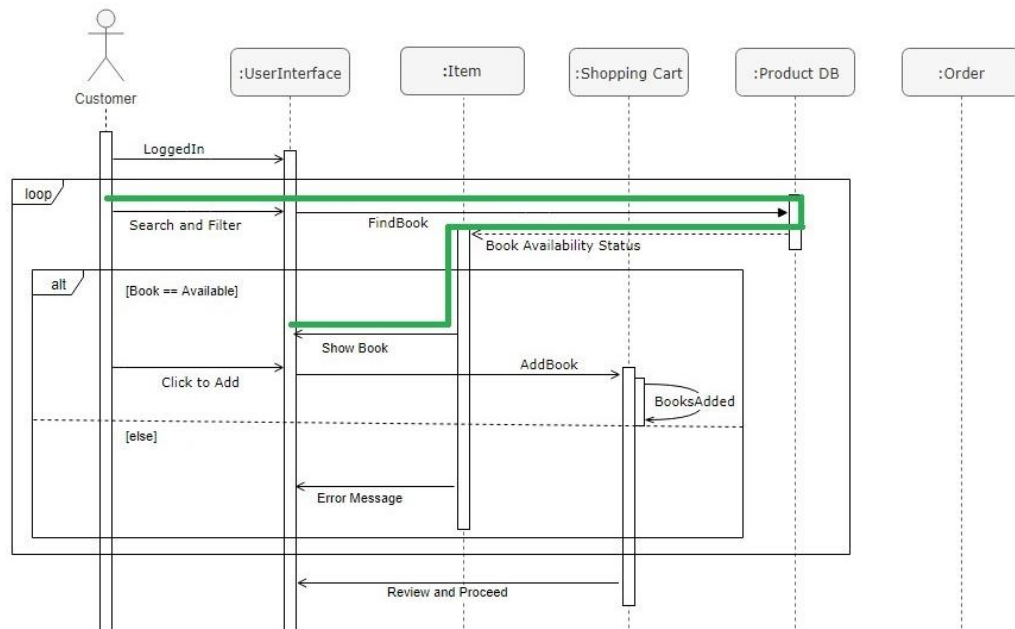 Customer
:UserInterface
:Item
:Shopping Cart
:Product DB
:Order
LoggedIn
loop
Search and Filter
FindBook
Book Availability Status
alt
[Book == Available]
Show Book
Click to Add
AddBook
BooksAdded
[else]
Error Message
Review and Proceed